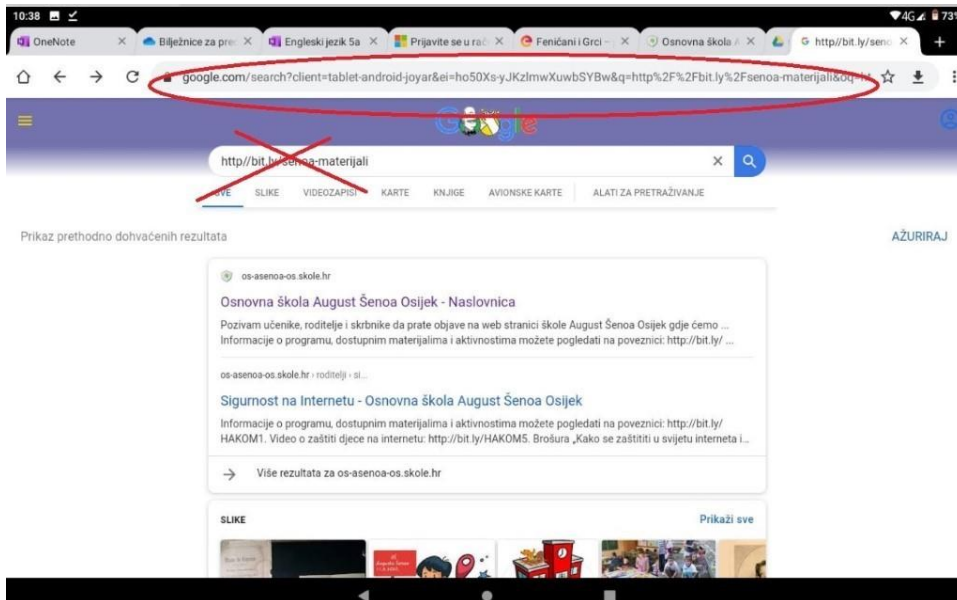 10:38 4G 73%
OneNote Bilježnice za pre Engleski jezik 5a Prijavite se u rač Feničani i Grci – Osnovna škola A http//bit.ly/seno
google.com/search?client=tablet-android-joyar&ei=ho50Xs-yJKzlmwXuwbSYBw&q=http%2F%2Fbit.ly%2Fsenoa-materijali&oq=ht
Google
http//bit.ly/senoa-materijali
SVE SLIKE VIDEOZAPISI KARTE KNJIGE AVIONSKE KARTE ALATI ZA PRETRAŽIVANJE
Prikaz prethodno dohvaćenih rezultata AŽURIRAJ
os-asenoa-os.skole.hr
Osnovna škola August Šenoa Osijek - Naslovnica
Pozivam učenike, roditelje i skrbnike da prate objave na web stranici škole August Šenoa Osijek gdje ćemo ...
Informacije o programu, dostupnim materijalima i aktivnostima možete pogledati na poveznici: http://bit.ly/ ...
os-asenoa-os.skole.hr › roditelji › si...
Sigurnost na Internetu - Osnovna škola August Šenoa Osijek
Informacije o programu, dostupnim materijalima i aktivnostima možete pogledati na poveznici: http://bit.ly/
HAKOM1. Video o zaštiti djece na internetu: http://bit.ly/HAKOM5. Brošura „Kako se zaštititi u svijetu interneta i...
Više rezultata za os-asenoa-os.skole.hr
SLIKE Prikaži sve